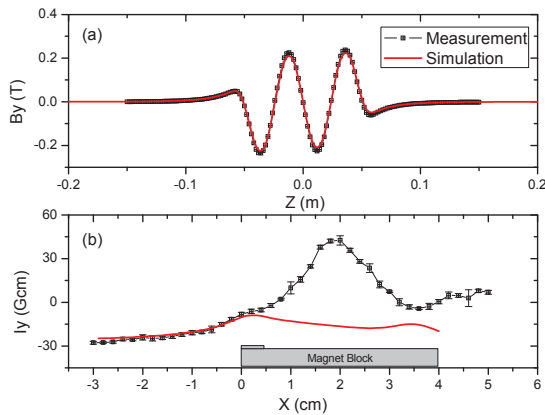 0.4
(a)
Measurement
Simulation
0.2
0.0
-0.2
By (T)
-0.2
-0.1
0.0
0.1
0.2
Z (m)
60
(b)
30
0
-30
Iy (Gcm)
Magnet Block
-3
-2
-1
0
1
2
3
4
5
6
X (cm)